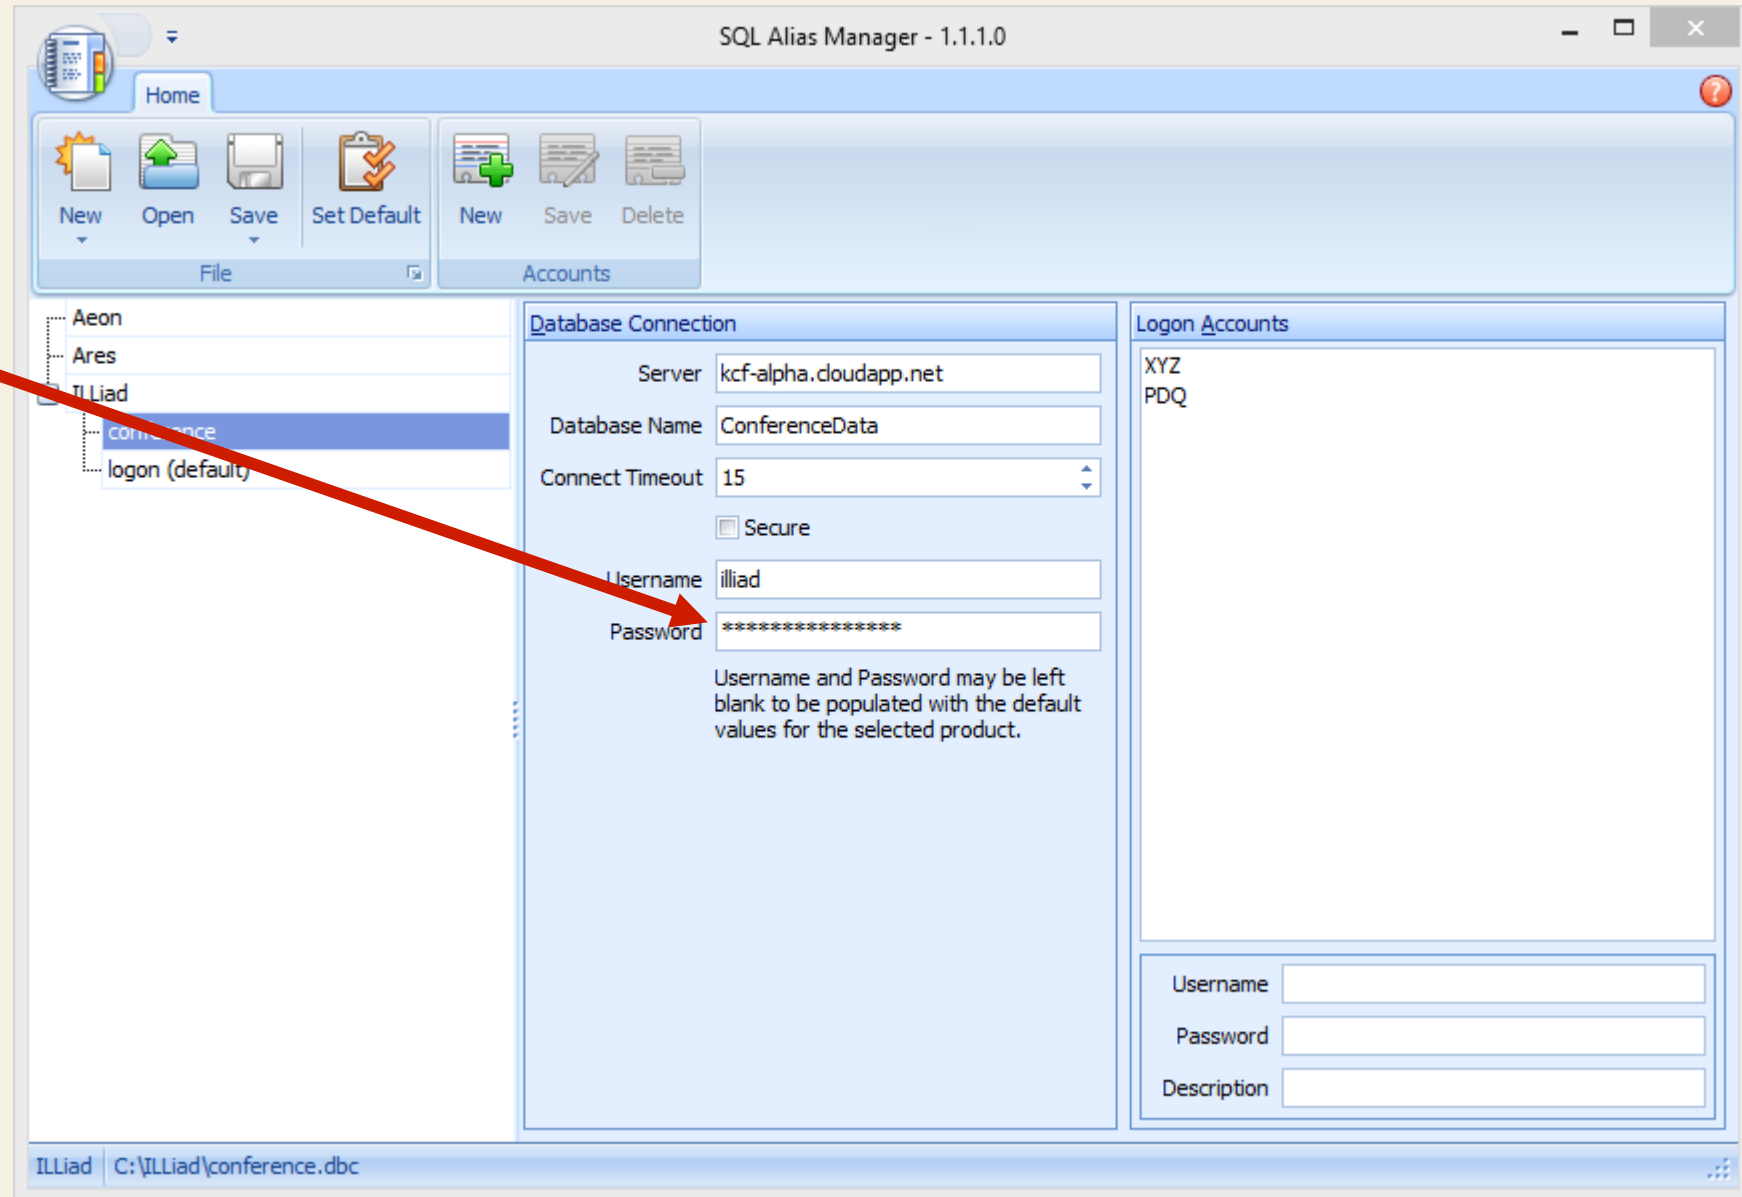 SQL Alias Manager - 1.1.1.0
Home
New
Open
Save
Set Default
New
Save
Delete
File
Accounts
Aeon
Ares
ILLiad
conference
logon (default)
Database Connection
Server
kcf-alpha.cloudapp.net
Database Name
ConferenceData
Connect Timeout
15
Secure
Username
illiad
Password
***************
Username and Password may be left
blank to be populated with the default
values for the selected product.
Logon Accounts
XYZ
PDQ
Username
Password
Description
ILLiad
C:\ILLiad\conference.dbc